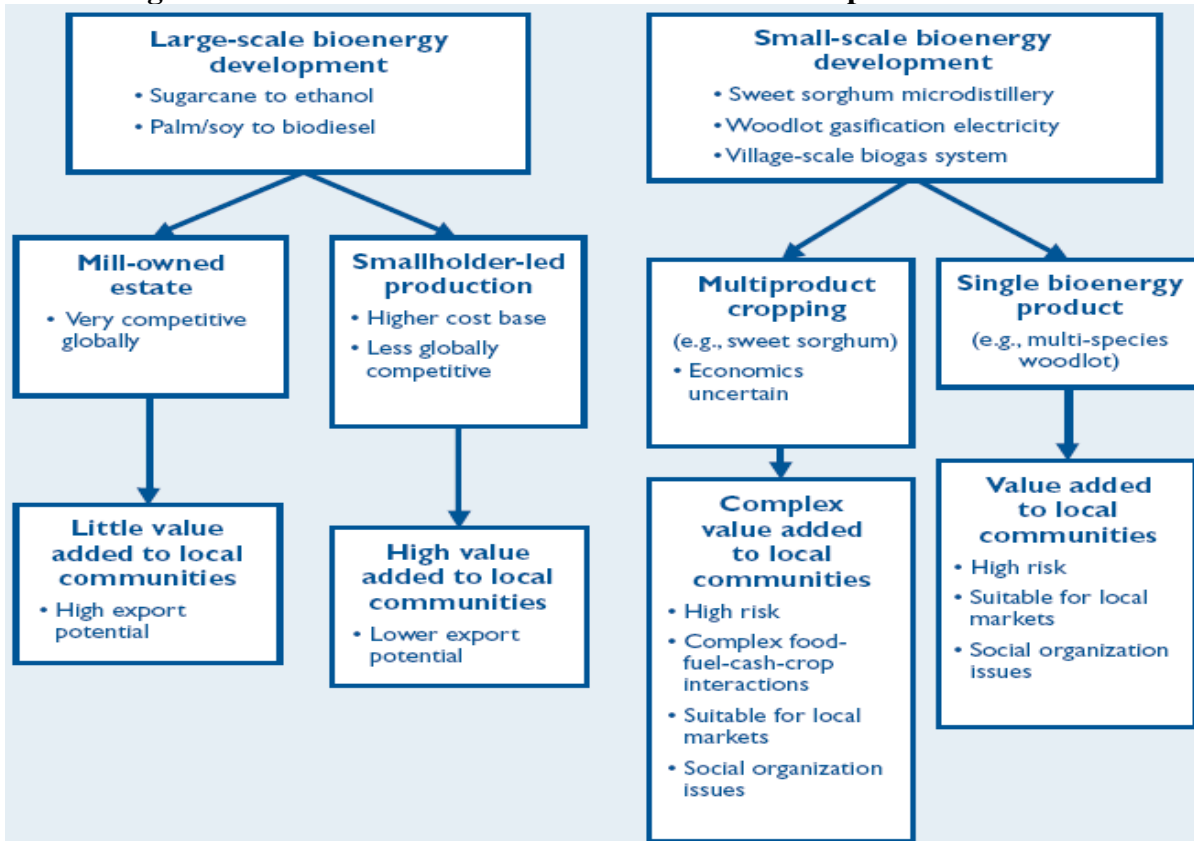 Large-scale bioenergy
development
• Sugarcane to ethanol
• Palm/soy to biodiesel
Small-scale bioenergy
development
• Sweet sorghum microdistillery
• Woodlot gasification electricity
• Village-scale biogas system
Mill-owned
estate
• Very competitive
globally
Smallholder-led
production
• Higher cost base
• Less globally
competitive
Multiproduct
cropping
(e.g., sweet sorghum)
• Economics
uncertain
Single bioenergy
product
(e.g., multi-species
woodlot)
Little value
added to local
communities
• High export
potential
High value
added to local
communities
• Lower export
potential
Complex
value added
to local
communities
• High risk
• Complex food-
fuel-cash-crop
interactions
• Suitable for local
markets
• Social organization
issues
Value added
to local
communities
• High risk
• Suitable for local
markets
• Social organization
issues